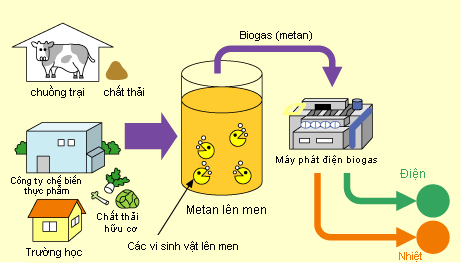 Biogas (metan)
chuồng trại
chất thải
Máy phát điện biogas
Công ty chế biến
thực phẩm
Điện
Metan lên men
Chất thải
hữu cơ
Các vi sinh vật lên men
Trường học
Nhiệt